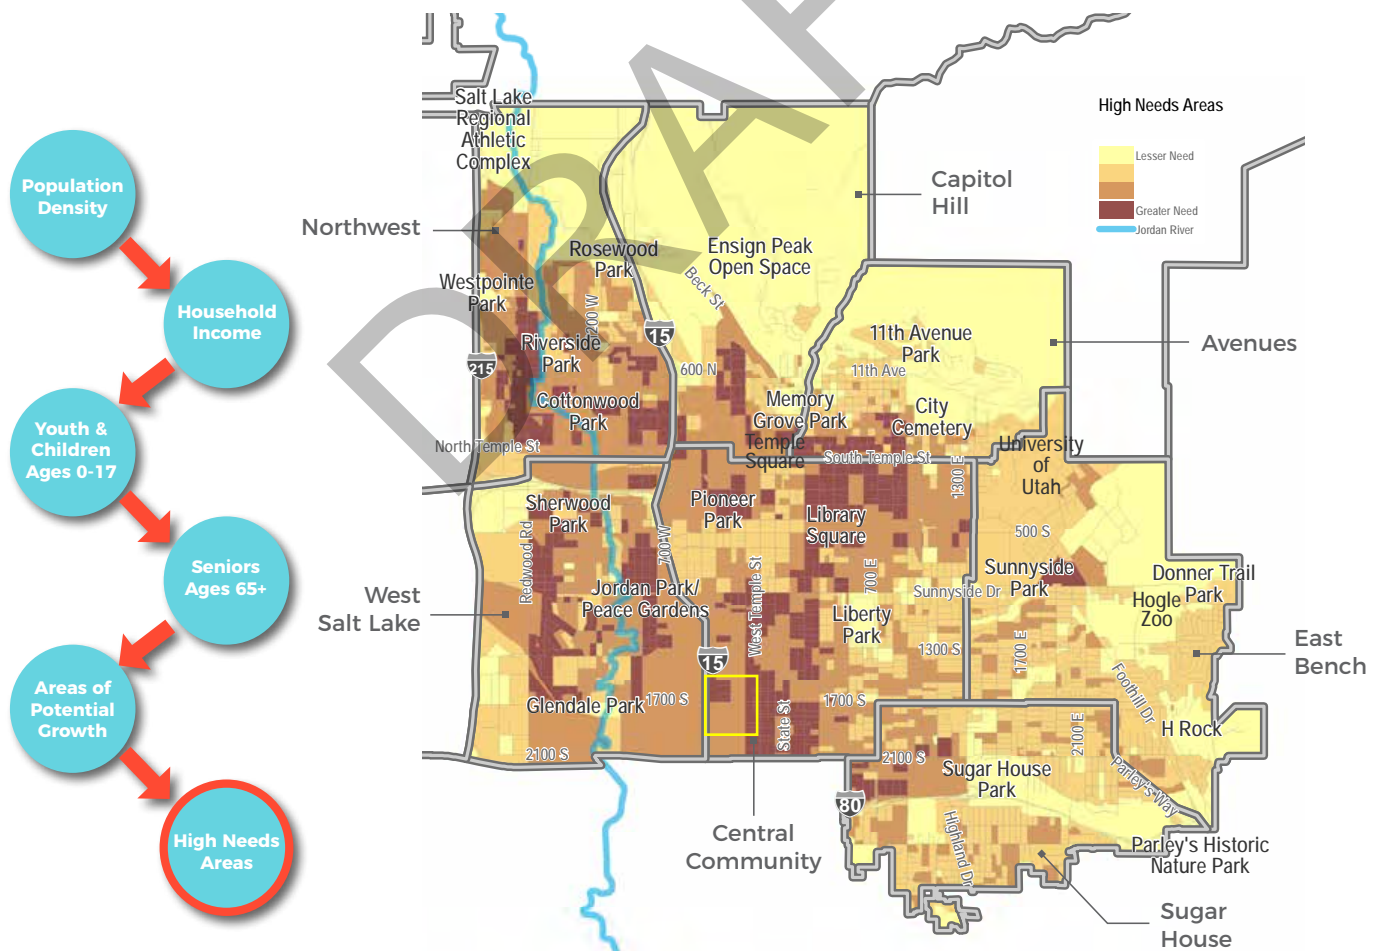 Population
Density
Household
Income
Youth &
Children
Ages 0-17
Seniors
Ages 65+
Areas of
Potential
Growth
High Needs
Areas
DRAFT
High Needs Areas
Lesser Need
Greater Need
Jordan River
Salt Lake
Regional
Athletic
Complex
Capitol
Hill
Northwest
Rosewood
Park
Ensign Peak
Open Space
Beck St
Westpointe
Park
1200 W
15
11th Avenue
Park
Avenues
Riverside
Park
215
600 N
11th Ave
Cottonwood
Park
Memory
Grove Park
City
Cemetery
North Temple St
Temple
Square
South Temple St
University
of
Utah
1300 E
Sherwood
Park
Pioneer
Park
Library
Square
500 S
Redwood Rd
700 W
West Temple St
700 E
Sunnyside
Park
Donner Trail
Park
Hogle
Zoo
West
Salt Lake
Jordan Park/
Peace Gardens
Sunnyside Dr
Liberty
Park
1300 S
1700 E
East
Bench
15
Foothill Dr
Glendale Park
1700 S
State St
1700 S
2100 E
H Rock
2100 S
2100 S
Sugar House
Park
Parley's Way
80
Highland Dr
Central
Community
Parley's Historic
Nature Park
Sugar
House